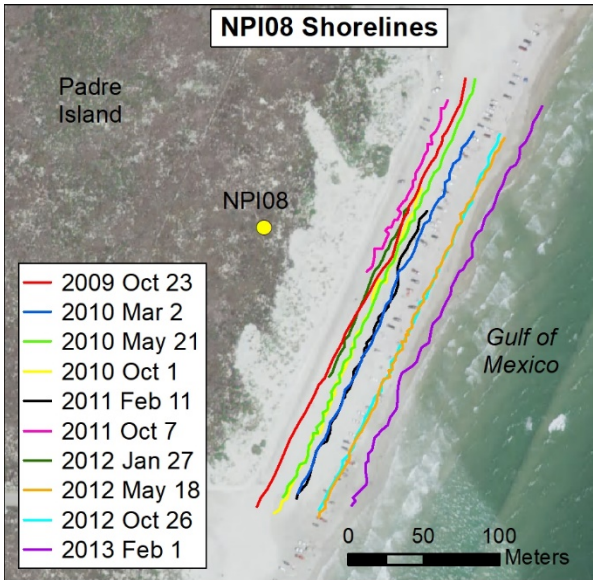 NPI08 Shorelines
Padre
Island
NPI08
2009 Oct 23
2010 Mar 2
2010 May 21
2010 Oct 1
2011 Feb 11
2011 Oct 7
2012 Jan 27
2012 May 18
2012 Oct 26
2013 Feb 1
Gulf of
Mexico
0 50 100
Meters